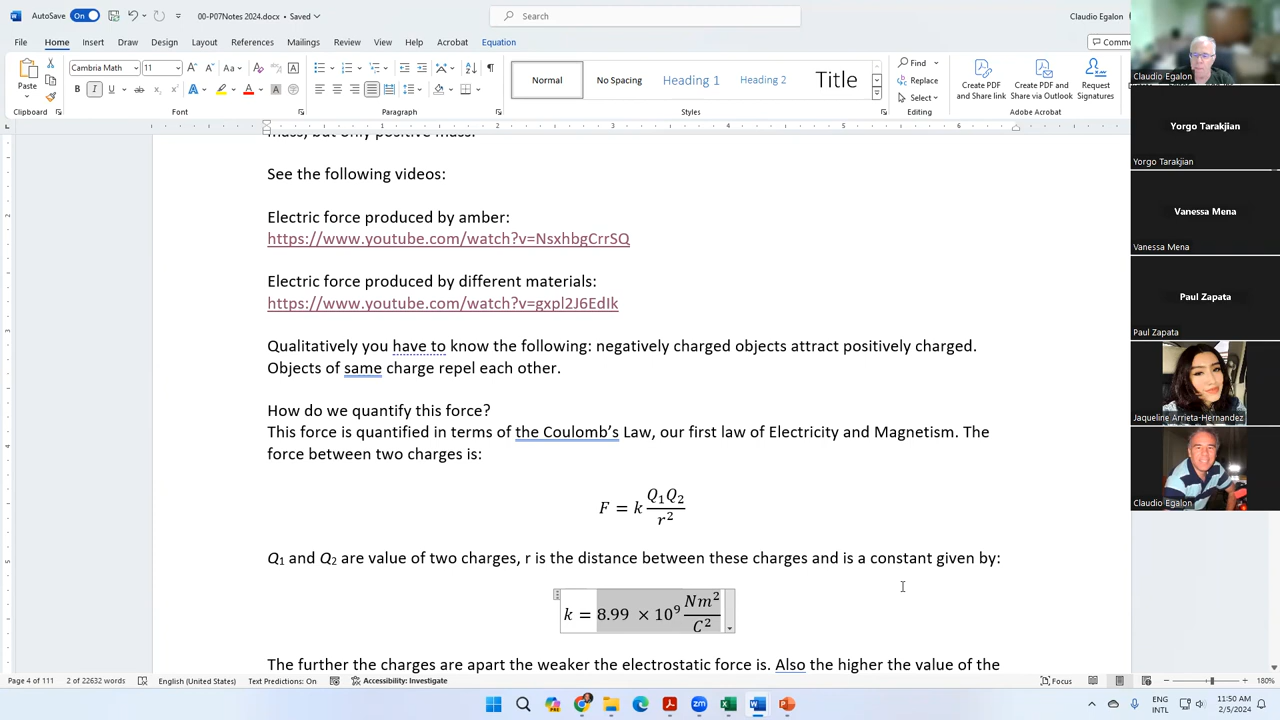 AutoSave On 00-P07Notes 2024.docx • Saved Search Claudio Egalon
File Home Insert Draw Design Layout References Mailings Review View Help Acrobat Equation Comme
Paste Cambria Math 11 Find Replace Select
Normal No Spacing Heading 1 Heading 2 Title
Create PDF and Share link Create PDF and Share via Outlook Request Signatures
Clipboard Font Paragraph Styles Editing Adobe Acrobat
mass, but only positive mass.
See the following videos:
Electric force produced by amber:
https://www.youtube.com/watch?v=NsxhbgCrrSQ
Electric force produced by different materials:
https://www.youtube.com/watch?v=gxpl2J6EdIk
Qualitatively you have to know the following: negatively charged objects attract positively charged.
Objects of same charge repel each other.
How do we quantify this force?
This force is quantified in terms of the Coulomb's Law, our first law of Electricity and Magnetism. The
force between two charges is:
F = k Q₁Q₂ / r²
Q₁ and Q₂ are value of two charges, r is the distance between these charges and is a constant given by:
k = 8.99 × 10⁹ Nm² / C²
The further the charges are apart the weaker the electrostatic force is. Also the higher the value of the
Page 4 of 111 2 of 22632 words English (United States) Text Predictions: On Accessibility: Investigate Focus 180%
ENG INTL 11:50 AM 2/5/2024
Claudio Egalon
Yorgo Tarakjian
Yorgo Tarakjian
Vanessa Mena
Vanessa Mena
Paul Zapata
Paul Zapata
Jaqueline Arrieta-Hernandez
Claudio Egalon